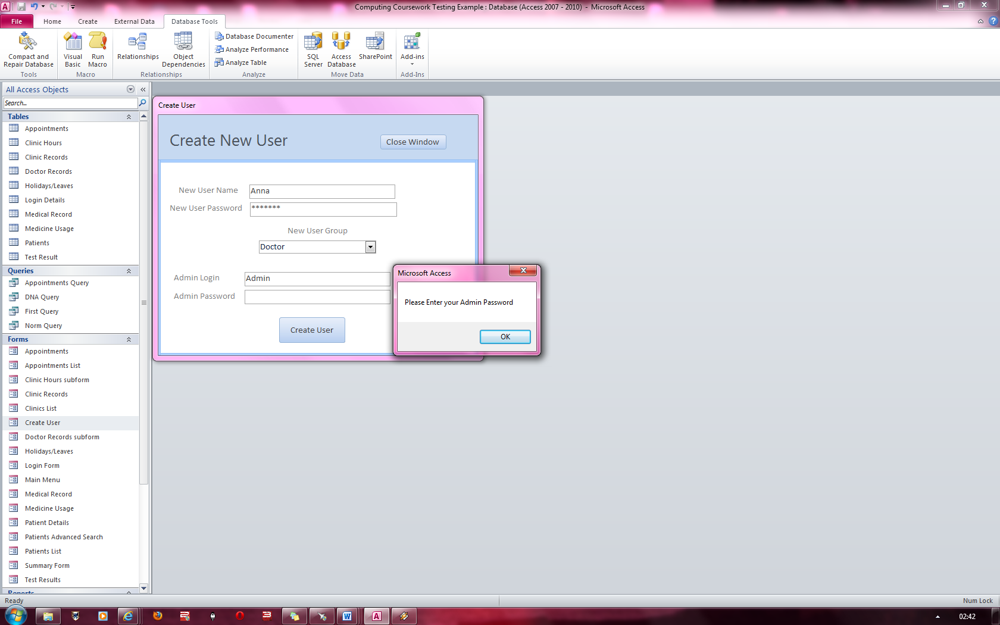 Computing Coursework Testing Example : Database (Access 2007 - 2010) - Microsoft Access
File Home Create External Data Database Tools
Compact and Repair Database
Visual Basic
Run Macro
Relationships
Object Dependencies
Database Documenter
Analyze Performance
Analyze Table
SQL Server
Access Database
SharePoint
Add-ins
Tools Macro Relationships Analyze Move Data Add-Ins
All Access Objects
Search...
Tables
Appointments
Clinic Hours
Clinic Records
Doctor Records
Holidays/Leaves
Login Details
Medical Record
Medicine Usage
Patients
Test Result
Queries
Appointments Query
DNA Query
First Query
Norm Query
Forms
Appointments
Appointments List
Clinic Hours subform
Clinic Records
Clinics List
Create User
Doctor Records subform
Holidays/Leaves
Login Form
Main Menu
Medical Record
Medicine Usage
Patient Details
Patients Advanced Search
Patients List
Summary Form
Test Results
Reports
Create User
Create New User
Close Window
New User Name Anna
New User Password *******
New User Group
Doctor
Admin Login Admin
Admin Password
Create User
Microsoft Access
Please Enter your Admin Password
OK
Ready
Num Lock
02:42